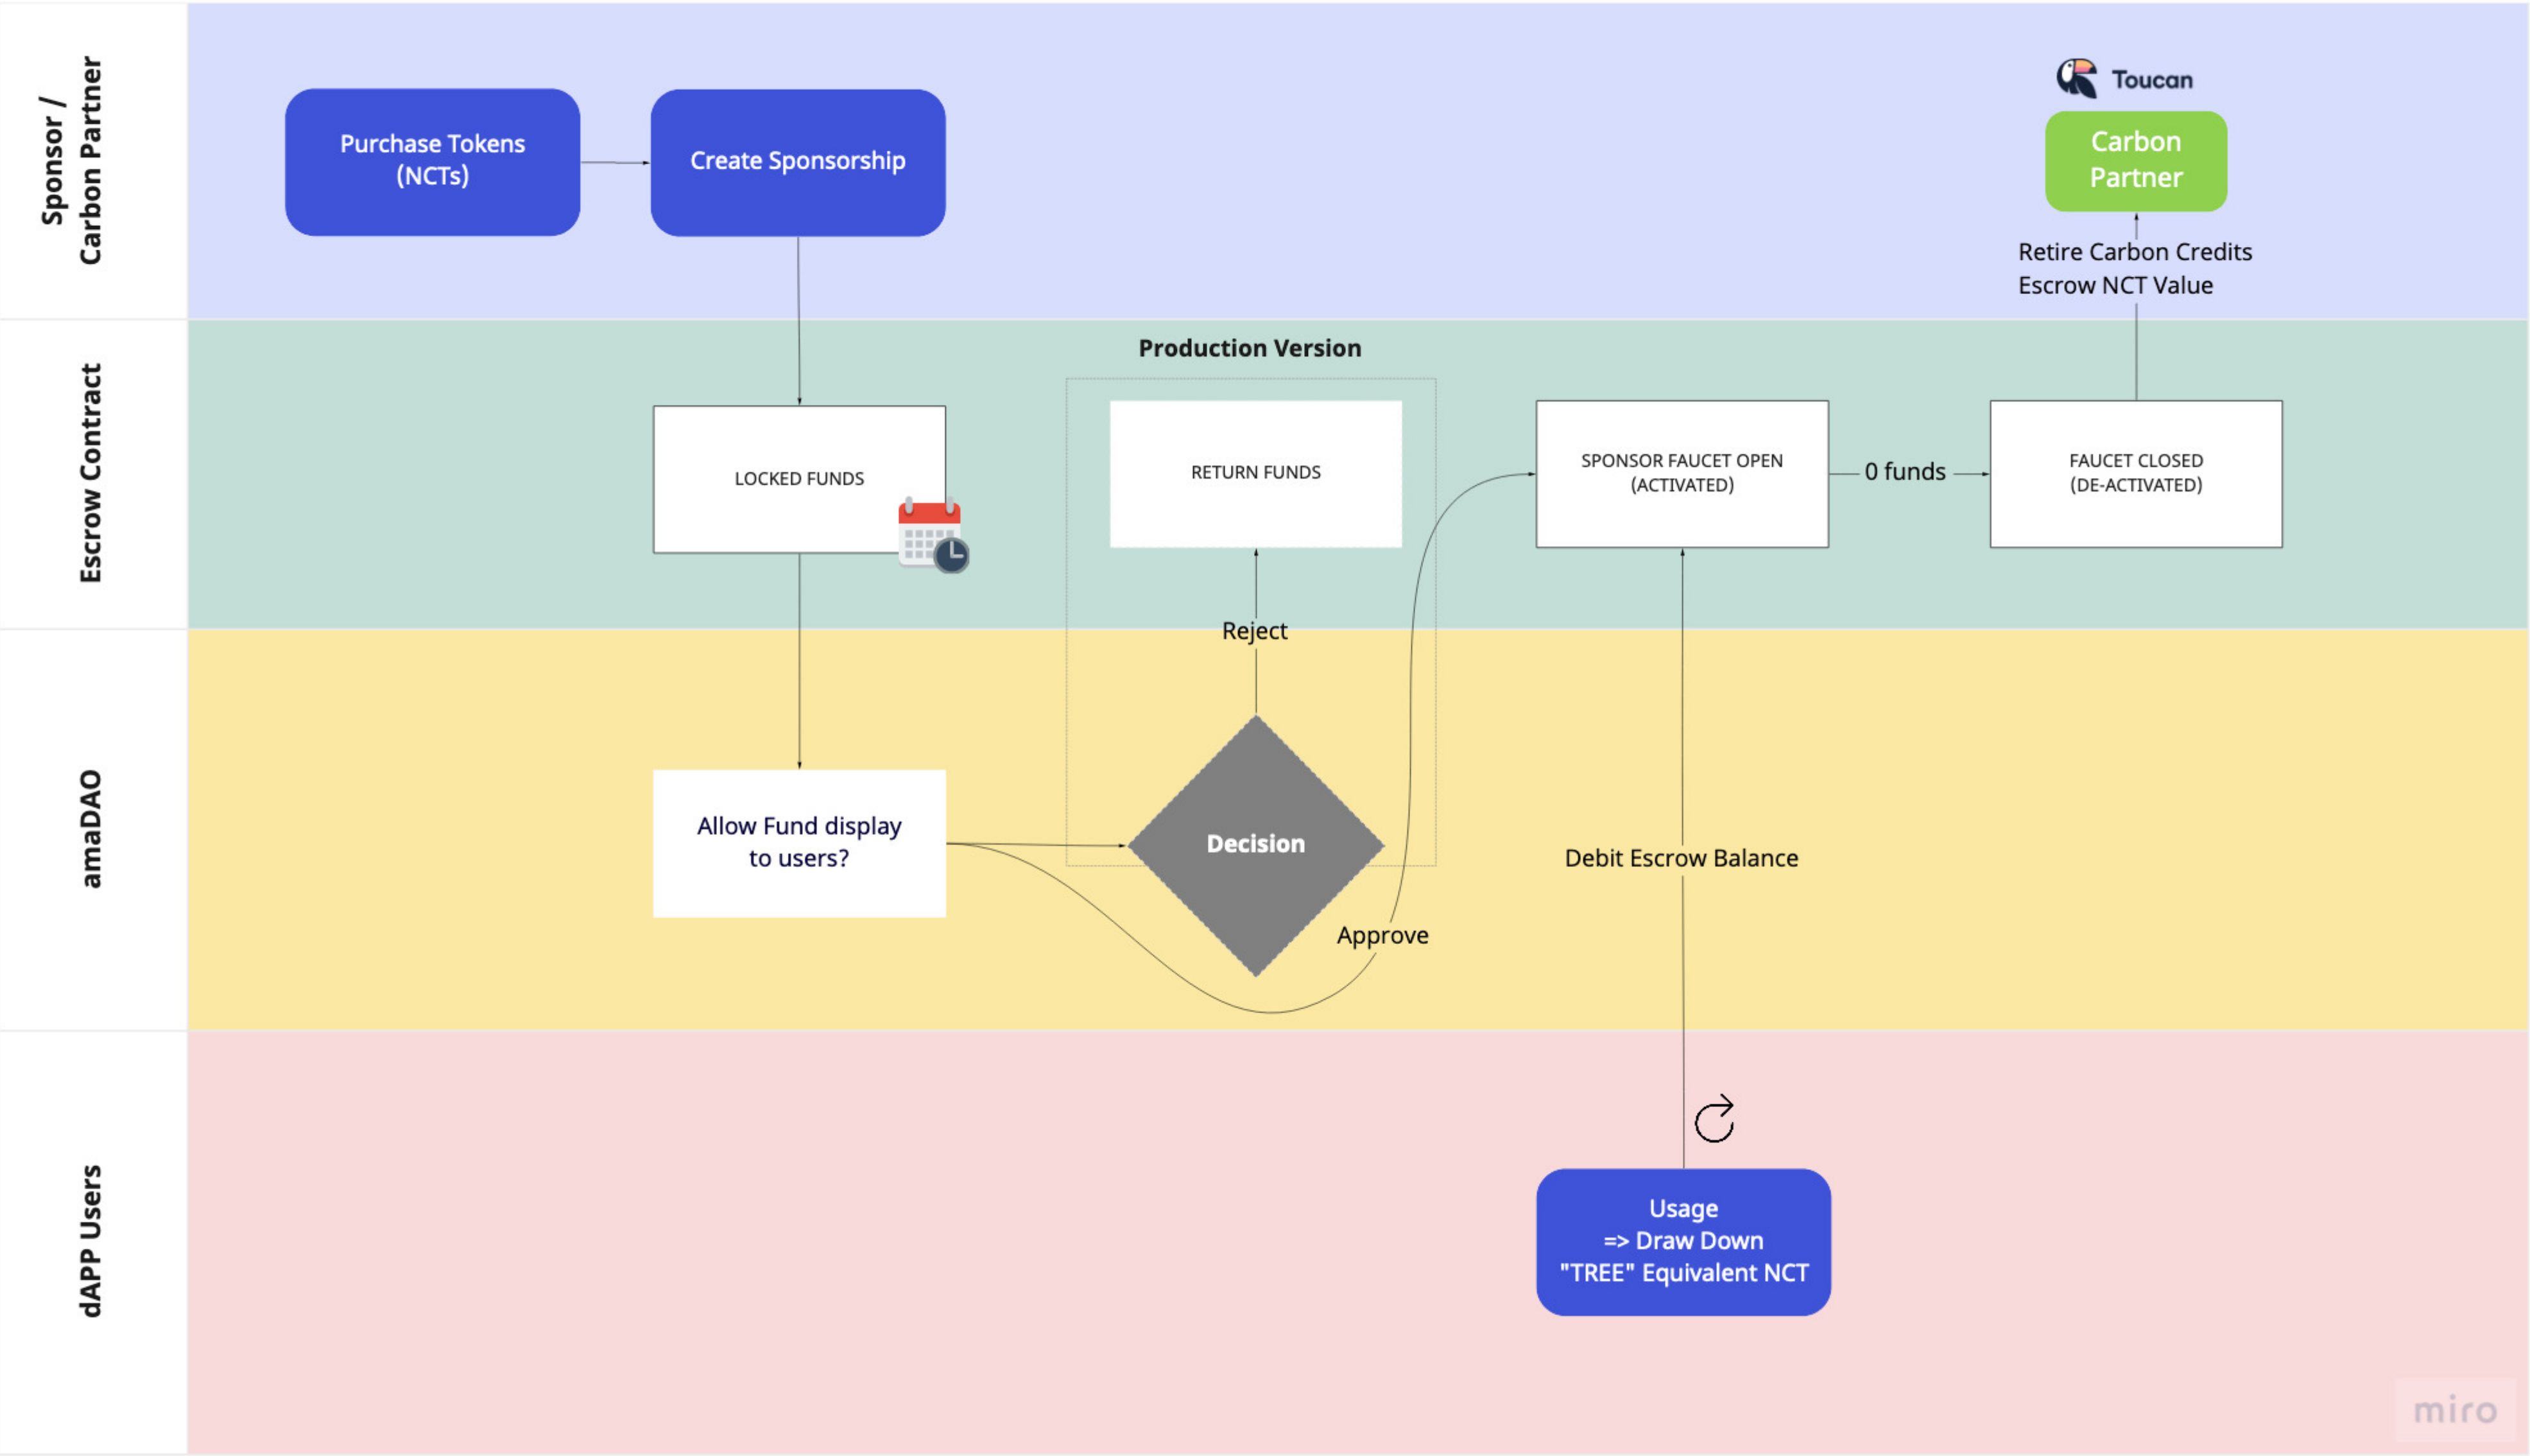 Sponsor /
Carbon Partner
Purchase Tokens
(NCTs)
Create Sponsorship
Toucan
Carbon
Partner
Retire Carbon Credits
Escrow NCT Value
Escrow Contract
Production Version
LOCKED FUNDS
RETURN FUNDS
SPONSOR FAUCET OPEN
(ACTIVATED)
0 funds
FAUCET CLOSED
(DE-ACTIVATED)
Reject
amaDAO
Allow Fund display
to users?
Decision
Approve
Debit Escrow Balance
dAPP Users
Usage
=> Draw Down
"TREE" Equivalent NCT
miro